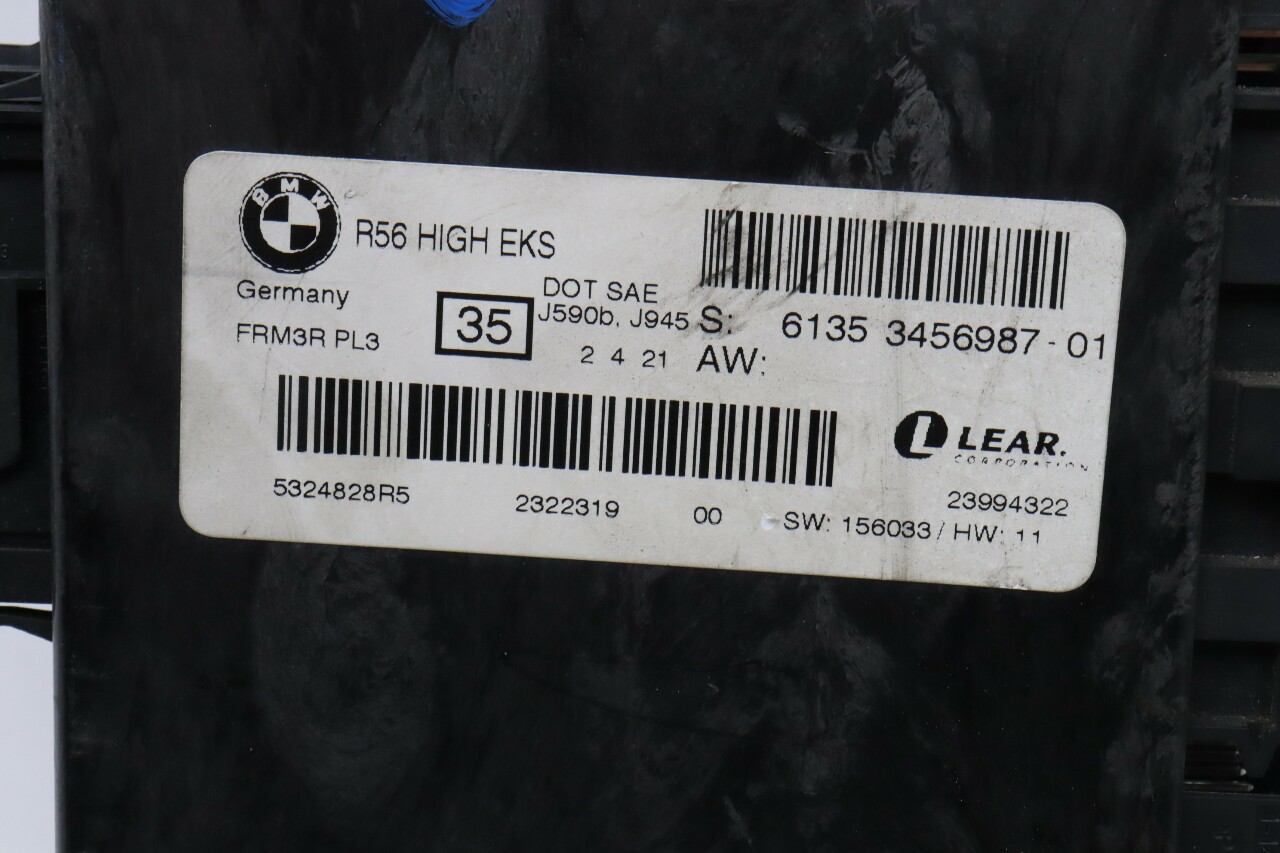 BMW
R56 HIGH EKS
Germany
FRM3R PL3
35
DOT SAE
J590b, J945
2 4 21
S: 6135 3456987-01
AW:
LEAR.
CORPORATION
5324828R5 2322319 00
23994322
SW: 156033 / HW: 11